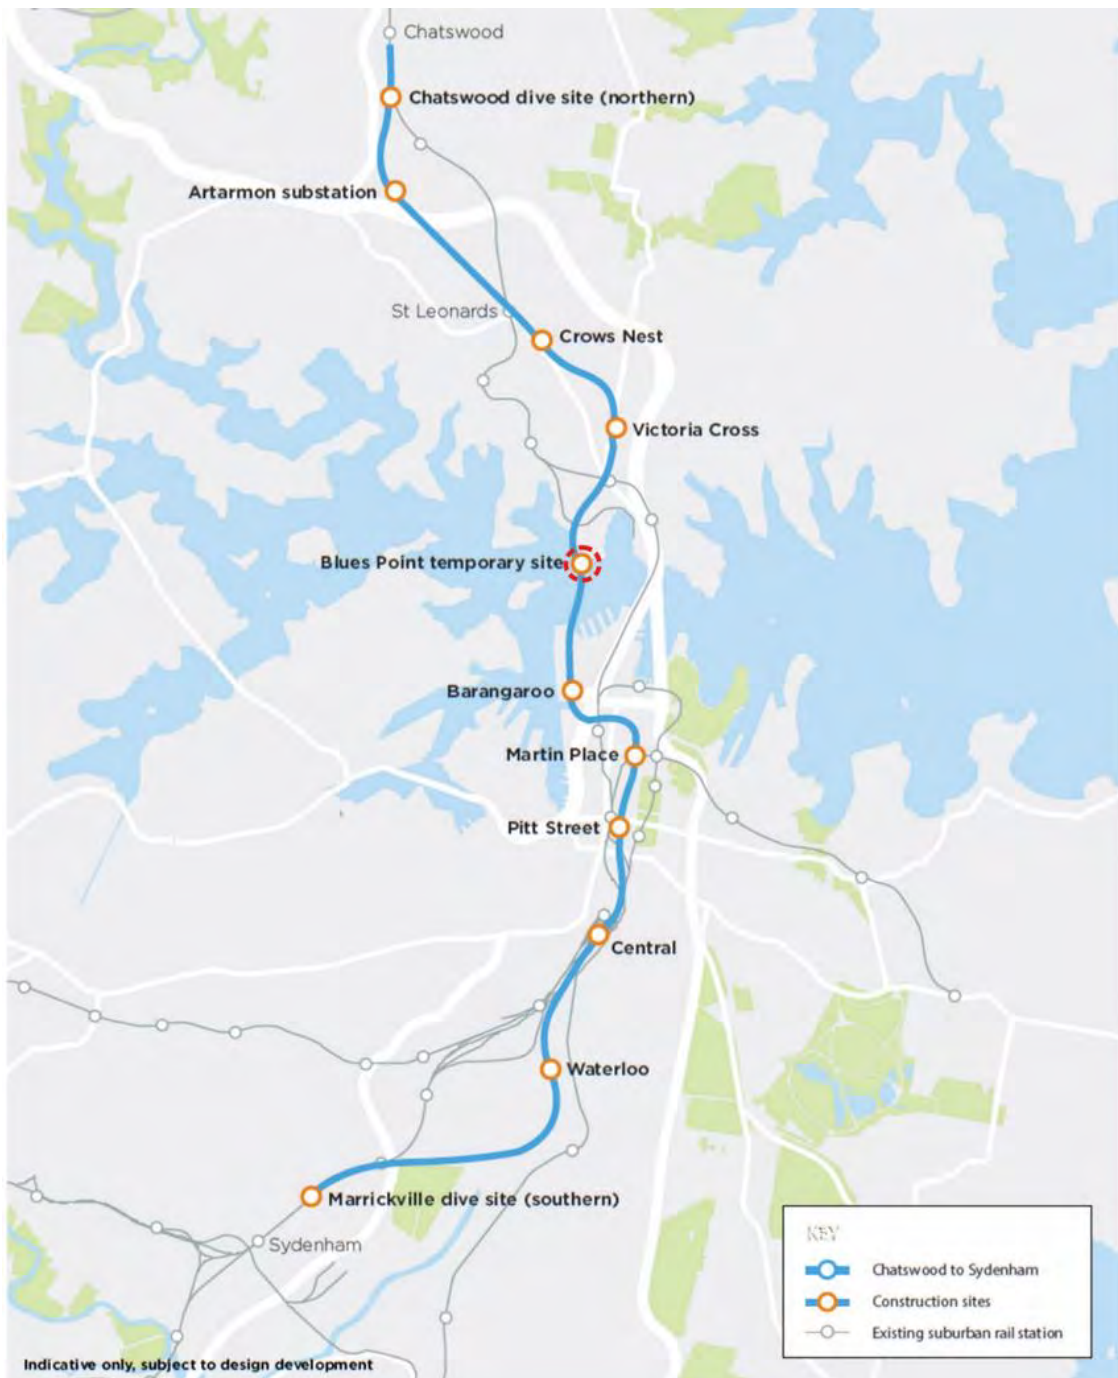 Chatswood
Chatswood dive site (northern)
Artarmon substation
St Leonards
Crows Nest
Victoria Cross
Blues Point temporary site
Barangaroo
Martin Place
Pitt Street
Central
Waterloo
Marrickville dive site (southern)
Sydenham
KEY
Chatswood to Sydenham
Construction sites
Existing suburban rail station
Indicative only, subject to design development